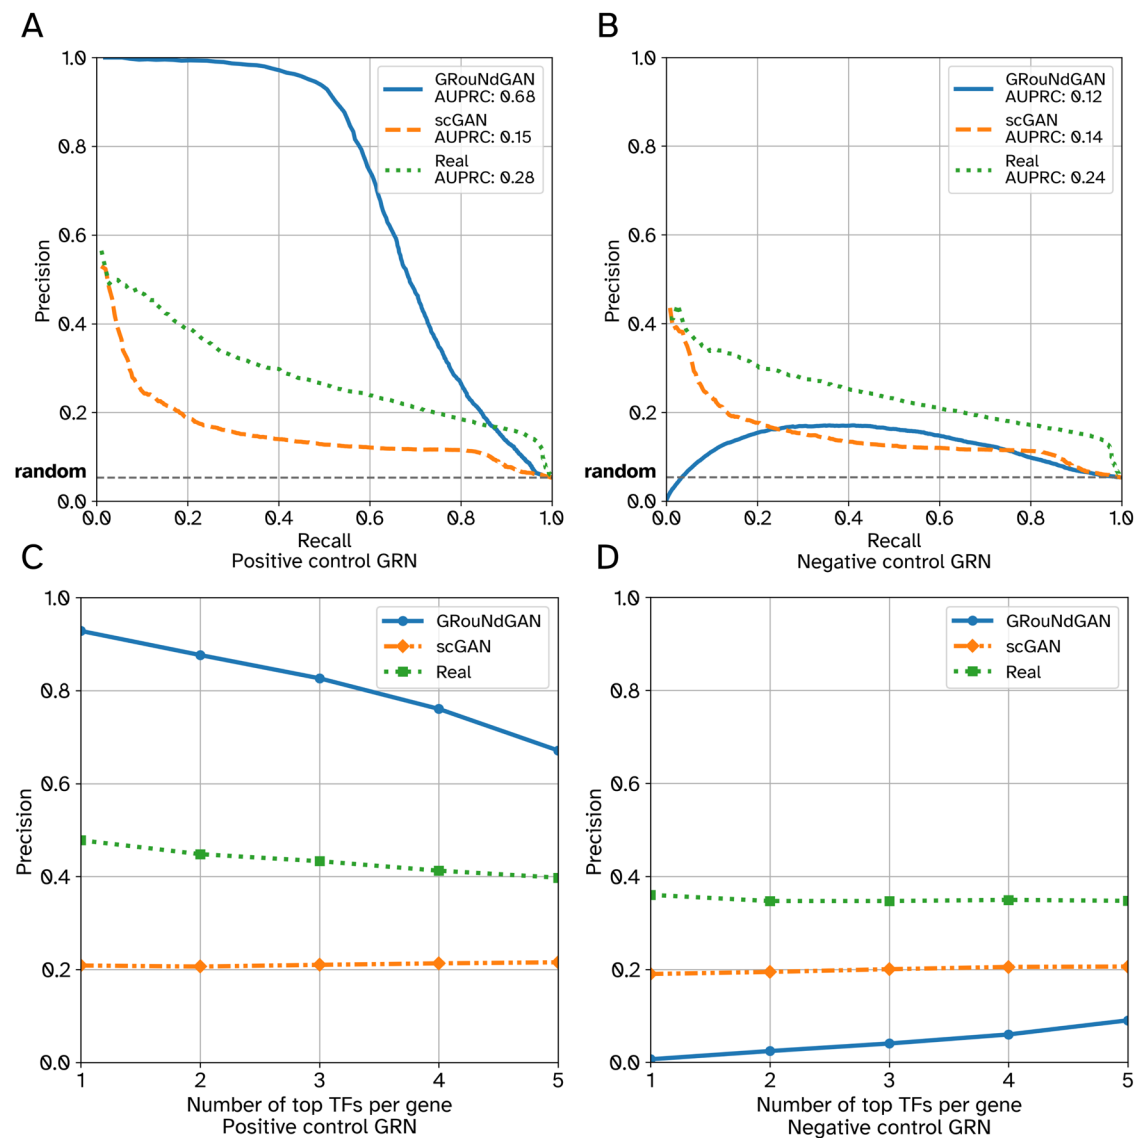 A
1.0
0.8
0.6
0.4
0.2
random
0.0
Precision
GRouNdGAN
AUPRC: 0.68
scGAN
AUPRC: 0.15
Real
AUPRC: 0.28
0.0 0.2 0.4 0.6 0.8 1.0
Recall
Positive control GRN
B
1.0
0.8
0.6
0.4
0.2
random
0.0
Precision
GRouNdGAN
AUPRC: 0.12
scGAN
AUPRC: 0.14
Real
AUPRC: 0.24
0.0 0.2 0.4 0.6 0.8 1.0
Recall
Negative control GRN
C
1.0
0.8
0.6
0.4
0.2
0.0
Precision
GRouNdGAN
scGAN
Real
1 2 3 4 5
Number of top TFs per gene
Positive control GRN
D
1.0
0.8
0.6
0.4
0.2
0.0
Precision
GRouNdGAN
scGAN
Real
1 2 3 4 5
Number of top TFs per gene
Negative control GRN